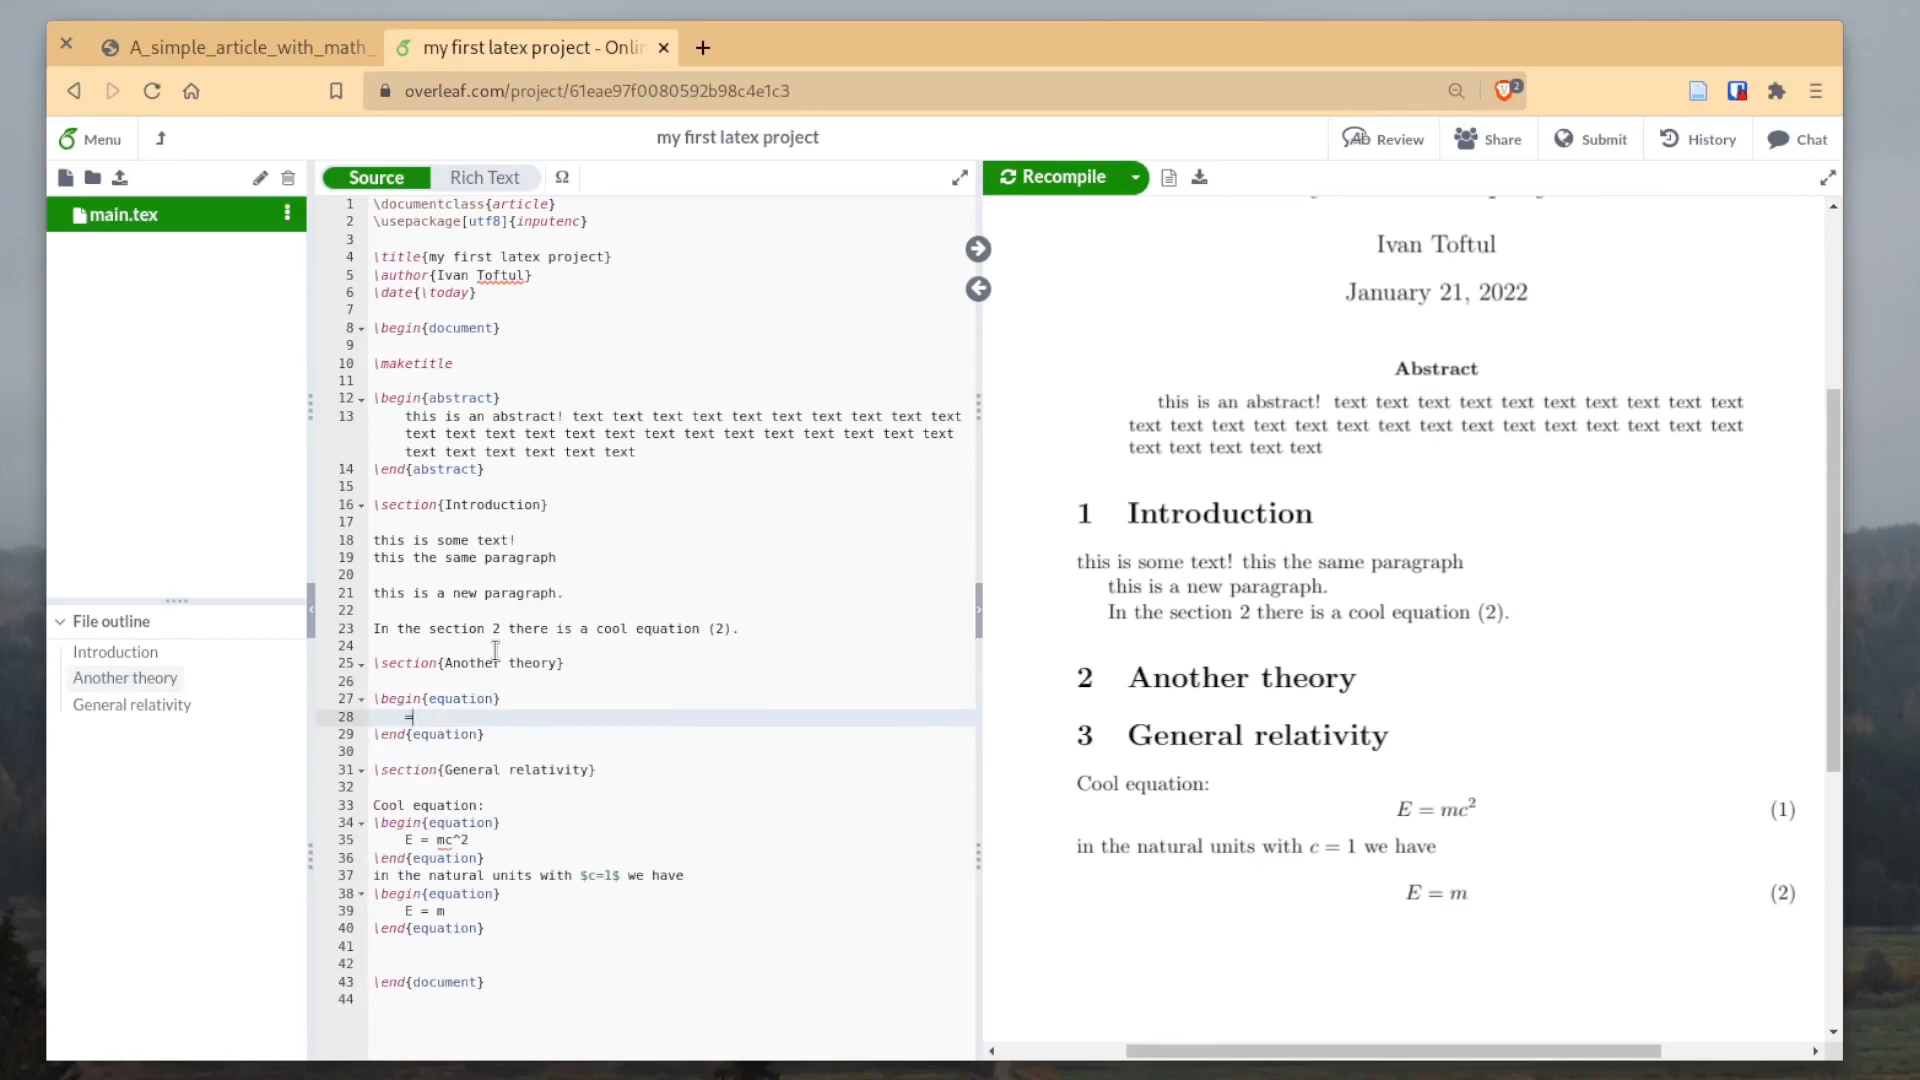 A_simple_article_with_math_
my first latex project - Onlin
overleaf.com/project/61eae97f0080592b98c4e1c3
2
Menu
my first latex project
Review
Share
Submit
History
Chat
Source
Rich Text
Ω
Recompile
main.tex
File outline
Introduction
Another theory
General relativity
1 \documentclass{article}
2 \usepackage[utf8]{inputenc}
3
4 \title{my first latex project}
5 \author{Ivan Toftul}
6 \date{\today}
7
8 \begin{document}
9
10 \maketitle
11
12 \begin{abstract}
13 this is an abstract! text text text text text text text text text text
text text text text text text text text text text text text text text
text text text text text text
14 \end{abstract}
15
16 \section{Introduction}
17
18 this is some text!
19 this the same paragraph
20
21 this is a new paragraph.
22
23 In the section 2 there is a cool equation (2).
24
25 \section{Another theory}
26
27 \begin{equation}
28 =
29 \end{equation}
30
31 \section{General relativity}
32
33 Cool equation:
34 \begin{equation}
35 E = mc^2
36 \end{equation}
37 in the natural units with $c=1$ we have
38 \begin{equation}
39 E = m
40 \end{equation}
41
42
43 \end{document}
44
Ivan Toftul
January 21, 2022
Abstract
this is an abstract! text text text text text text text text text text
text text text text text text text text text text text text text text text
text text text text text
1 Introduction
this is some text! this the same paragraph
this is a new paragraph.
In the section 2 there is a cool equation (2).
2 Another theory
3 General relativity
Cool equation:
E = mc² (1)
in the natural units with c = 1 we have
E = m (2)